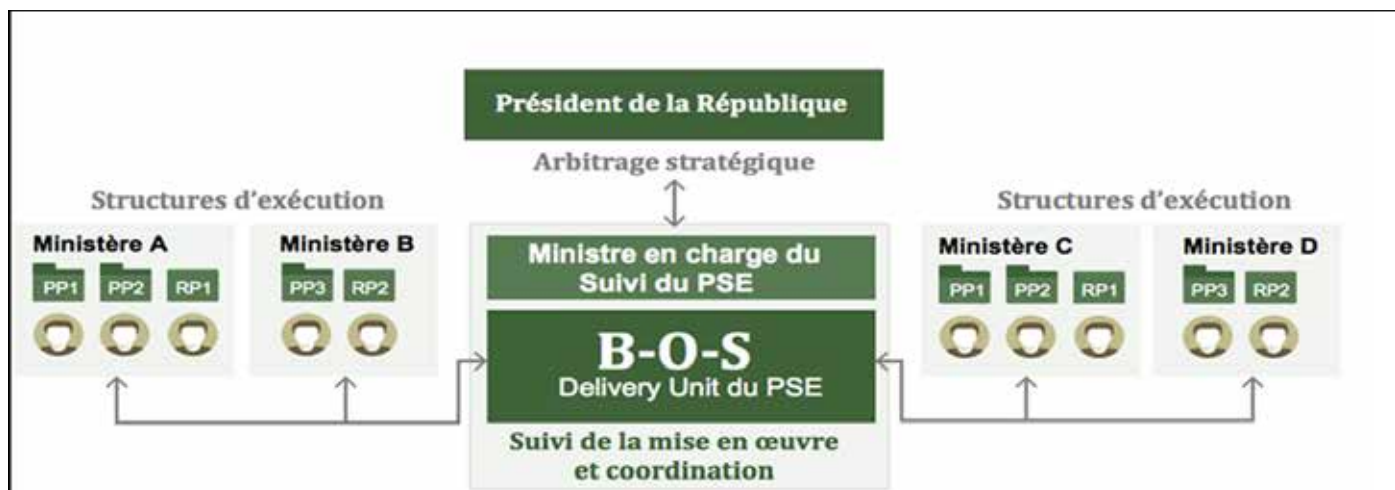 Président de la République
Arbitrage stratégique
Structures d'exécution
Ministère A
PP1 PP2 RP1
Ministère B
PP3 RP2
Ministre en charge du
Suivi du PSE
B-O-S
Delivery Unit du PSE
Suivi de la mise en œuvre
et coordination
Structures d'exécution
Ministère C
PP1 PP2 RP1
Ministère D
PP3 RP2